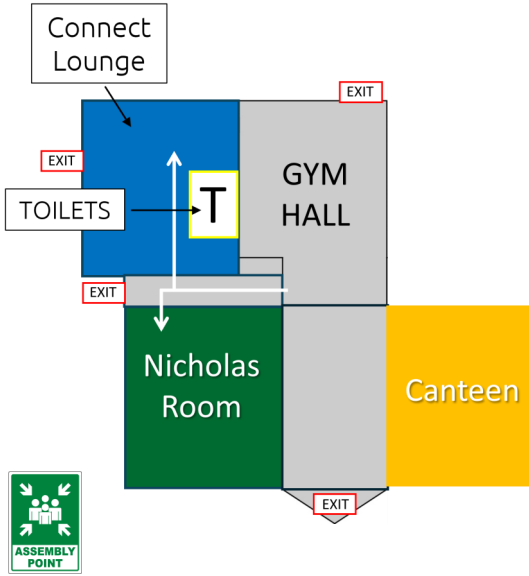 Connect
Lounge
EXIT
EXIT
GYM
HALL
TOILETS
T
EXIT
Nicholas
Room
Canteen
EXIT
ASSEMBLY
POINT